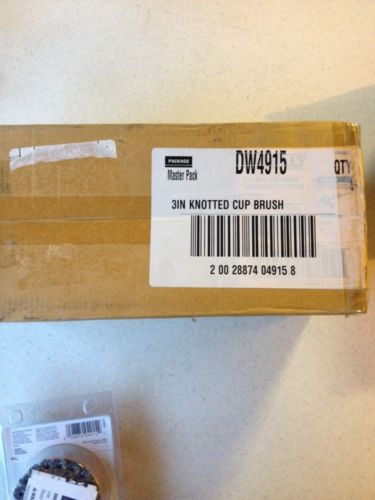 PACKAGE
DW4915
Master Pack
QTY
3IN KNOTTED CUP BRUSH
2 00 28874 04915 8